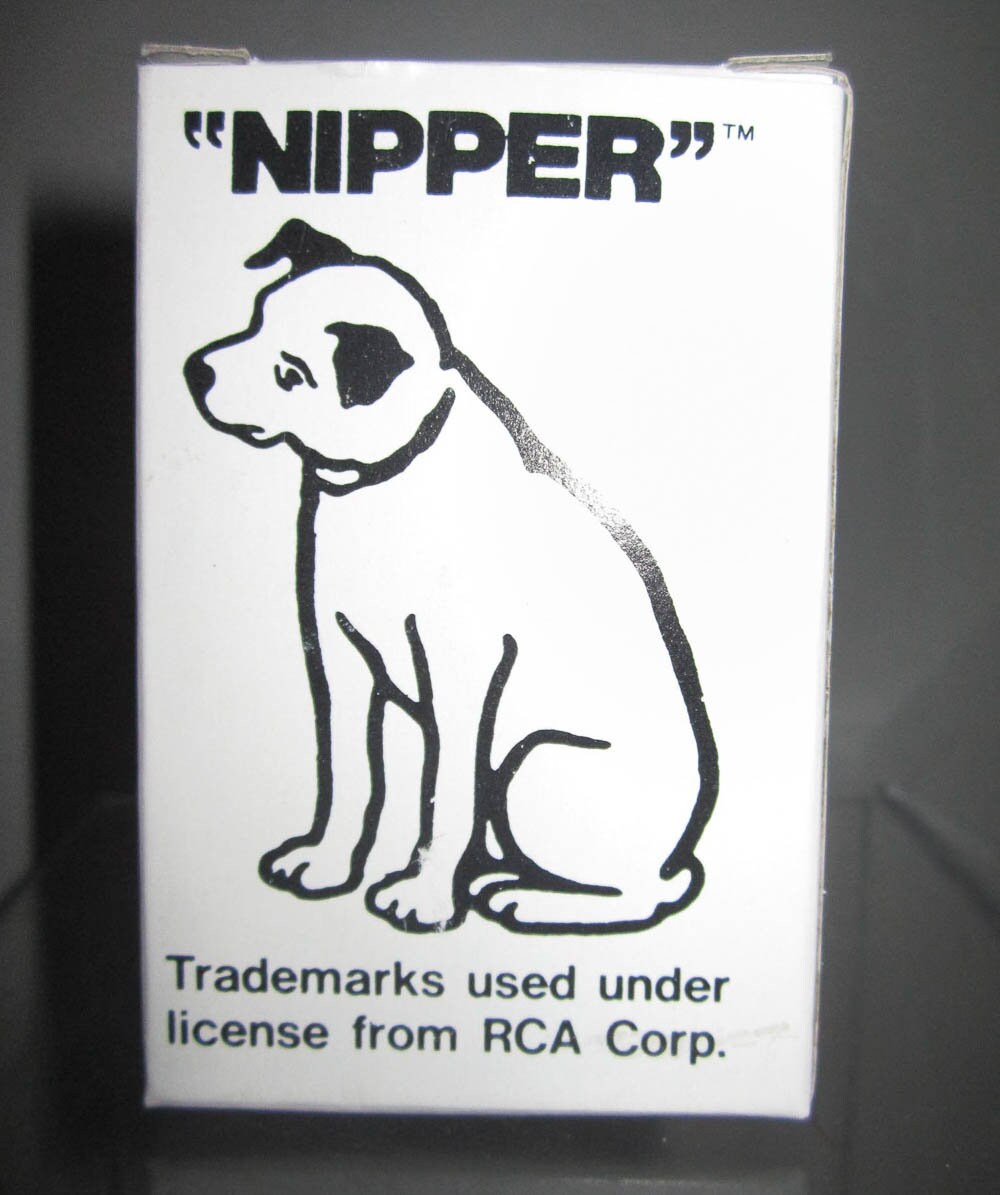 “NIPPER”™
Trademarks used under
license from RCA Corp.